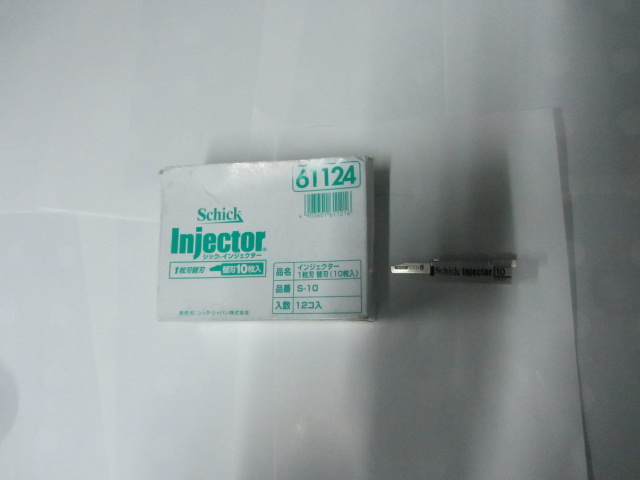 61124
Schick
Injector
シック・インジェクター
1枚刃替刃 替刃10枚入
品名 インジェクター
1枚刃 替刃(10枚入)
品番 S-10
入数 12コ入
Schick Injector 10